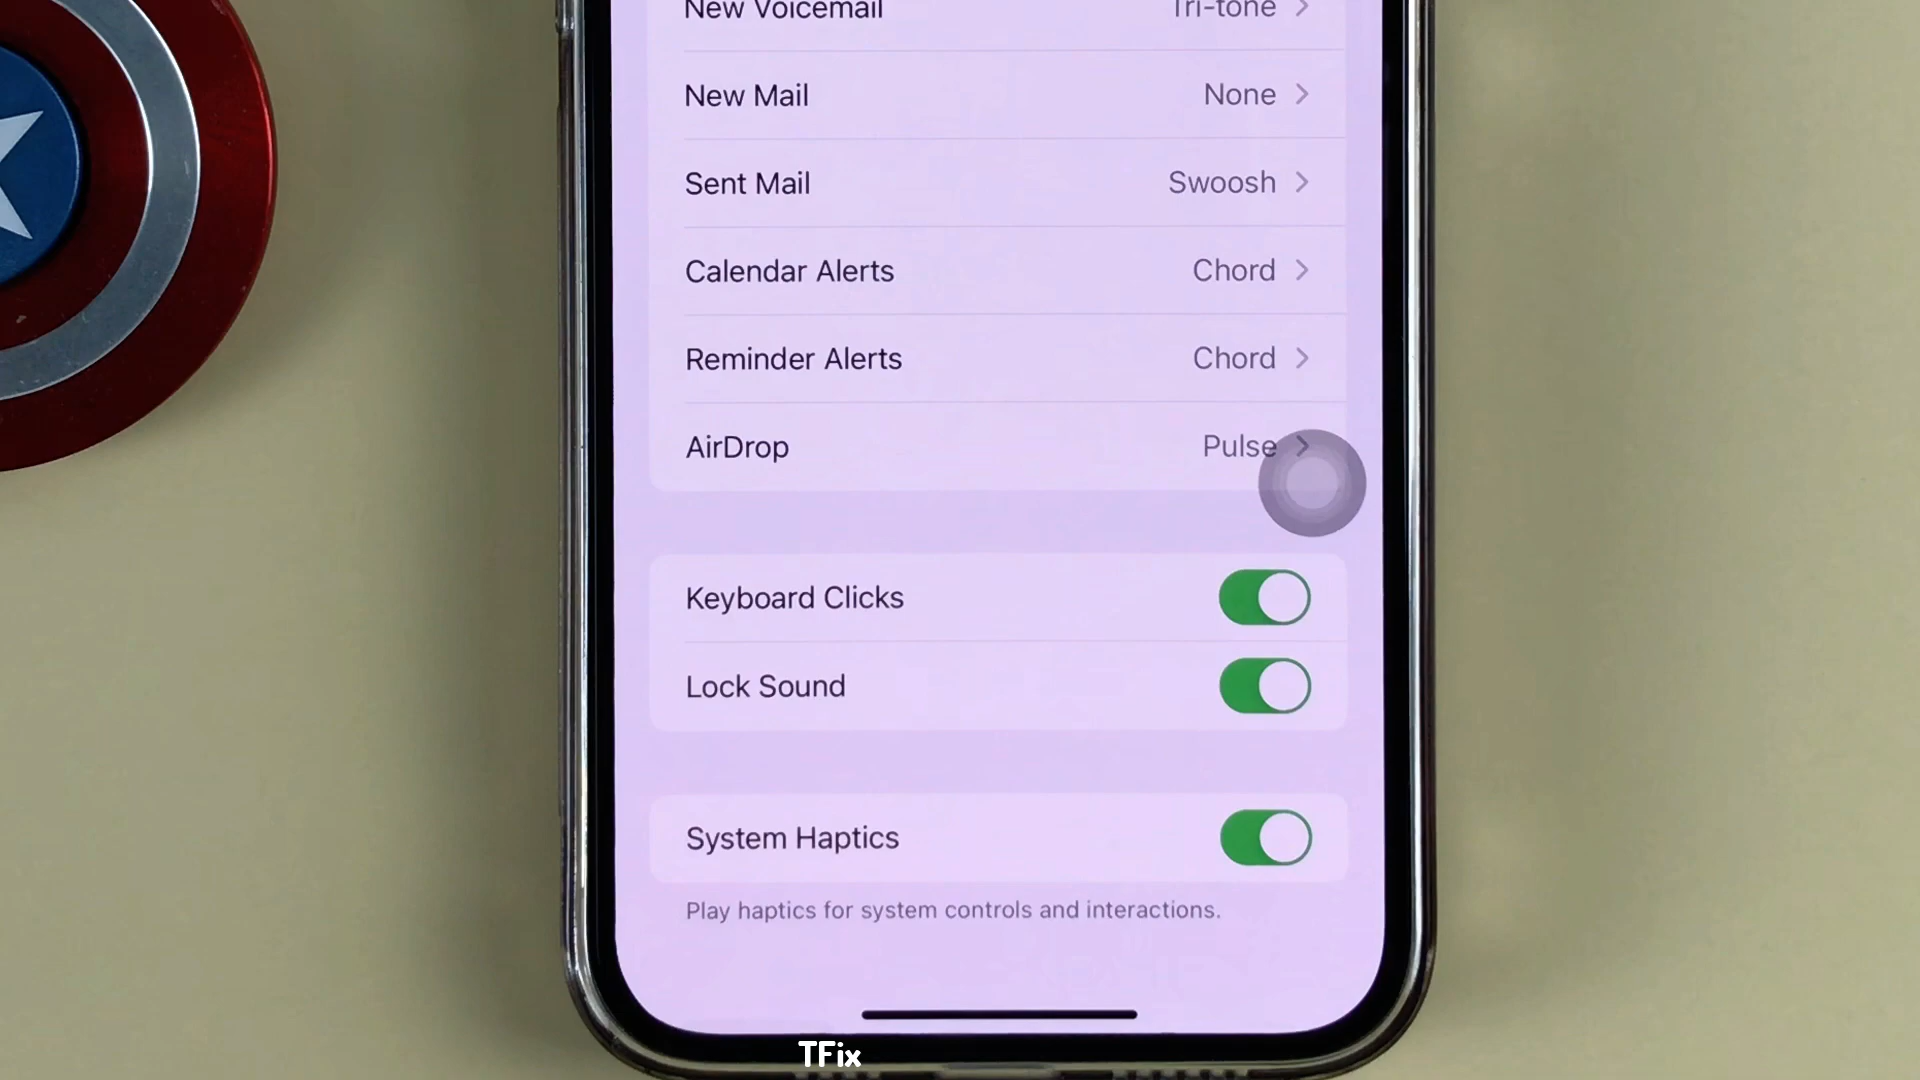 New Voicemail Tri-tone
New Mail None
Sent Mail Swoosh
Calendar Alerts Chord
Reminder Alerts Chord
AirDrop Pulse
Keyboard Clicks
Lock Sound
System Haptics
Play haptics for system controls and interactions.
TFix